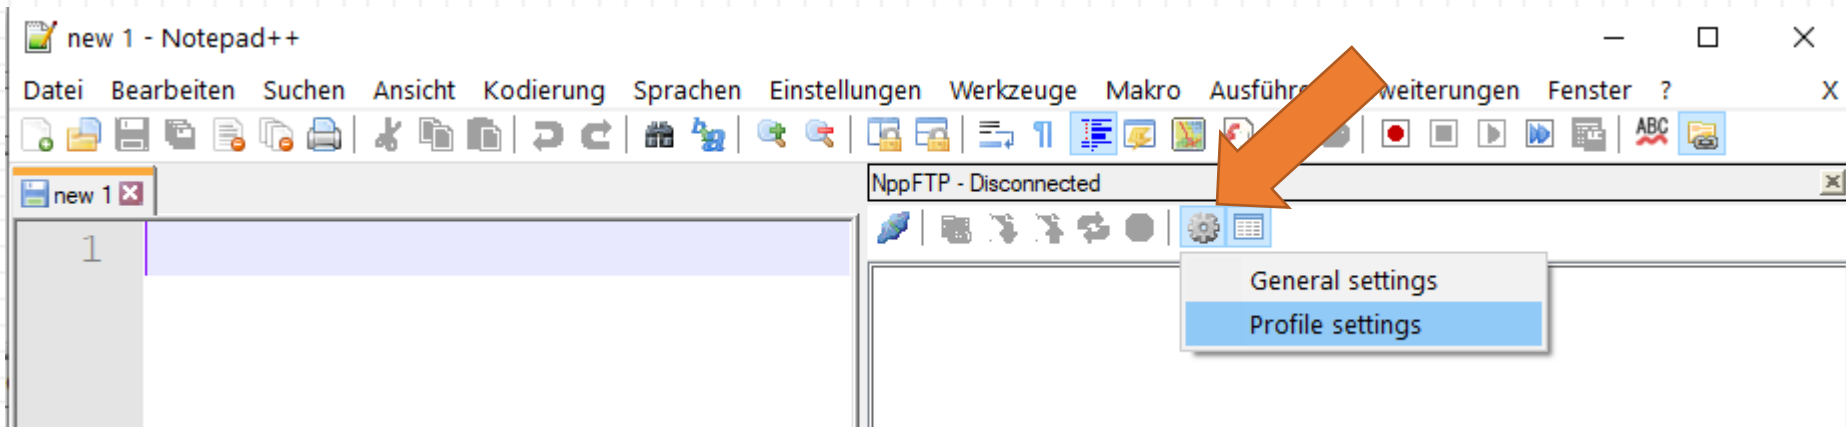 new 1 - Notepad++
Datei Bearbeiten Suchen Ansicht Kodierung Sprachen Einstellungen Werkzeuge Makro Fenster ? X
ABC
new 1
NppFTP - Disconnected
1
General settings
Profile settings